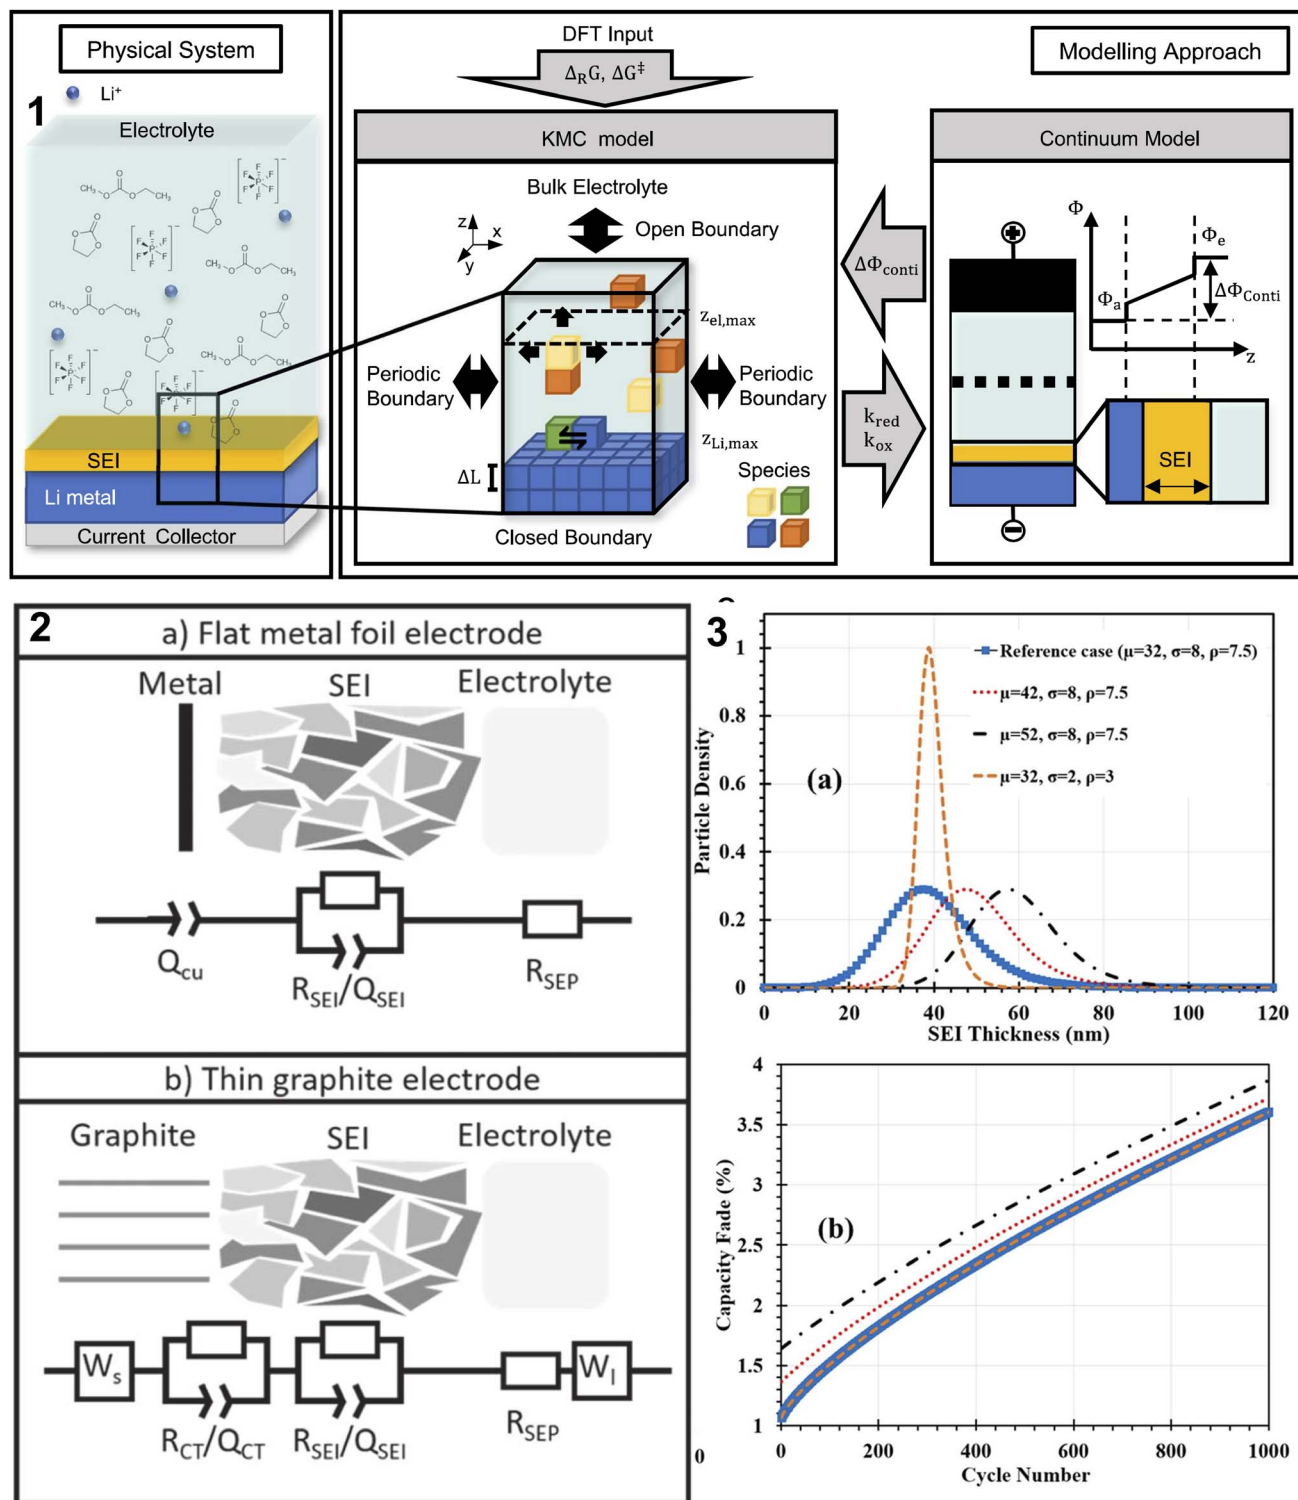 Physical System
Li⁺
1
Electrolyte
SEI
Li metal
Current Collector
Modelling Approach
DFT Input
Δ_RG, ΔG‡
KMC model
Bulk Electrolyte
z
x
y
Open Boundary
z_el,max
Periodic
Boundary
Periodic
Boundary
z_Li,max
ΔL
Species
Closed Boundary
ΔΦ_conti
k_red
k_ox
Continuum Model
Φ
Φ_e
Φ_a
ΔΦ_Conti
z
SEI
2
a) Flat metal foil electrode
Metal
SEI
Electrolyte
Q_cu
R_SEI/Q_SEI
R_SEP
b) Thin graphite electrode
Graphite
SEI
Electrolyte
W_s
R_CT/Q_CT
R_SEI/Q_SEI
R_SEP
W_l
3
Reference case (μ=32, σ=8, ρ=7.5)
μ=42, σ=8, ρ=7.5
μ=52, σ=8, ρ=7.5
μ=32, σ=2, ρ=3
(a)
Particle Density
1
0.8
0.6
0.4
0.2
0
0 20 40 60 80 100 120
SEI Thickness (nm)
4
3.5
3
2.5
2
1.5
1
Capacity Fade (%)
(b)
0
0 200 400 600 800 1000
Cycle Number